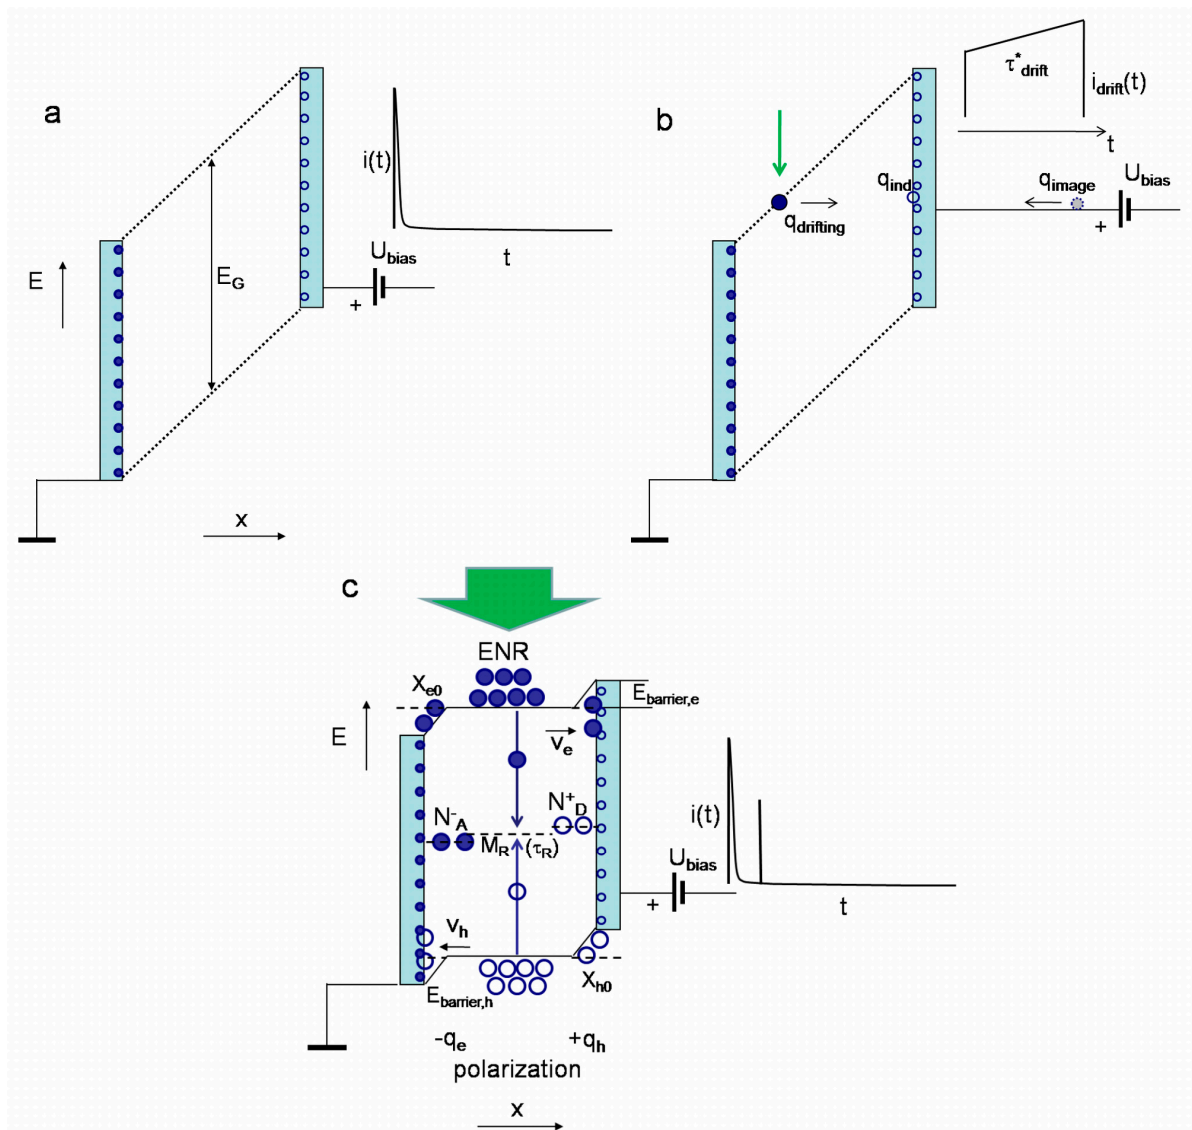 a
i(t)
t
E
E_G
U_bias
+
x
b
τ*_drift
i_drift(t)
t
q_ind
q_image
U_bias
q_drifting
+
c
ENR
X_e0
E_barrier,e
E
v_e
N^-_A
N^+_D
M_R (τ_R)
i(t)
U_bias
+
t
v_h
E_barrier,h
X_h0
-q_e
+q_h
polarization
x